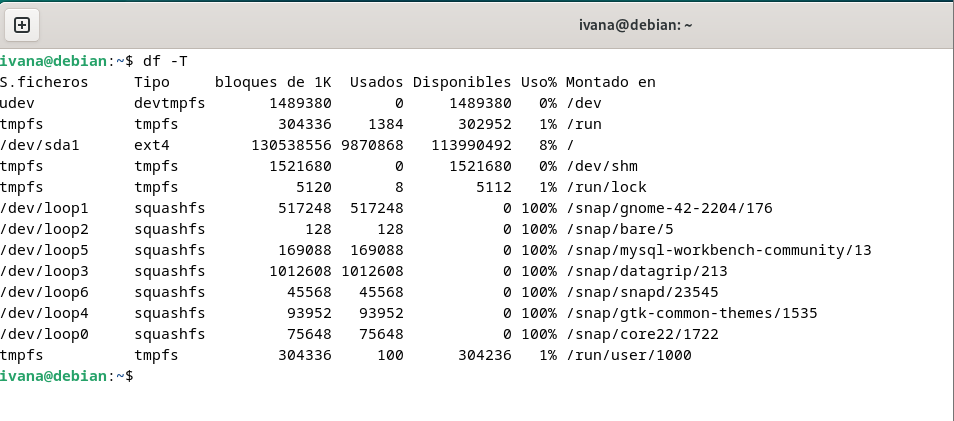 ivana@debian: ~
ivana@debian:~$ df -T
S.ficheros     Tipo     bloques de 1K  Usados Disponibles Uso% Montado en
udev           devtmpfs       1489380       0     1489380   0% /dev
tmpfs          tmpfs           304336    1384      302952   1% /run
/dev/sda1      ext4         130538556 9870868   113990492   8% /
tmpfs          tmpfs          1521680       0     1521680   0% /dev/shm
tmpfs          tmpfs             5120       8        5112   1% /run/lock
/dev/loop1     squashfs        517248  517248           0 100% /snap/gnome-42-2204/176
/dev/loop2     squashfs           128     128           0 100% /snap/bare/5
/dev/loop5     squashfs        169088  169088           0 100% /snap/mysql-workbench-community/13
/dev/loop3     squashfs       1012608 1012608           0 100% /snap/datagrip/213
/dev/loop6     squashfs         45568   45568           0 100% /snap/snapd/23545
/dev/loop4     squashfs         93952   93952           0 100% /snap/gtk-common-themes/1535
/dev/loop0     squashfs         75648   75648           0 100% /snap/core22/1722
tmpfs          tmpfs           304336     100      304236   1% /run/user/1000
ivana@debian:~$